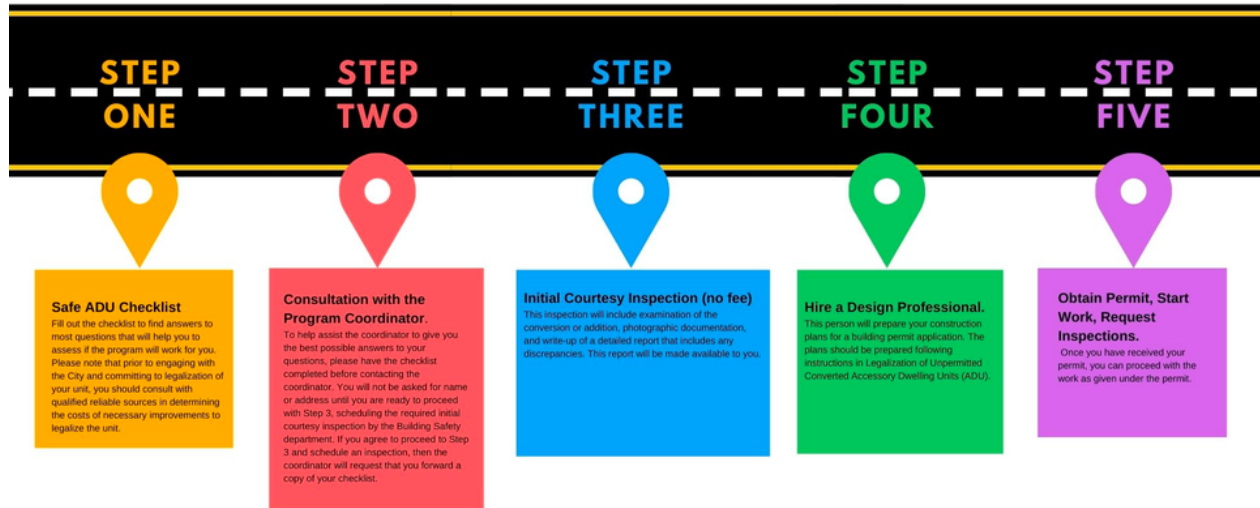 STEP
ONE
STEP
TWO
STEP
THREE
STEP
FOUR
STEP
FIVE
Safe ADU Checklist
Fill out the checklist to find answers to
most questions that will help you to
assess if the program will work for you.
Please note that prior to engaging with
the City and committing to legalization of
your unit, you should consult with
qualified reliable sources in determining
the costs of necessary improvements to
legalize the unit.
Consultation with the
Program Coordinator.
To help assist the coordinator to give you
the best possible answers to your
questions, please have the checklist
completed before contacting the
coordinator. You will not be asked for name
or address until you are ready to proceed
with Step 3, scheduling the required initial
courtesy inspection by the Building Safety
department. If you agree to proceed to Step
3 and schedule an inspection, then the
coordinator will request that you forward a
copy of your checklist.
Initial Courtesy Inspection (no fee)
This inspection will include examination of the
conversion or addition, photographic documentation,
and write-up of a detailed report that includes any
discrepancies. This report will be made available to you.
Hire a Design Professional.
This person will prepare your construction
plans for a building permit application. The
plans should be prepared following
instructions in Legalization of Unpermitted
Converted Accessory Dwelling Units (ADU).
Obtain Permit, Start
Work, Request
Inspections.
Once you have received your
permit, you can proceed with the
work as given under the permit.